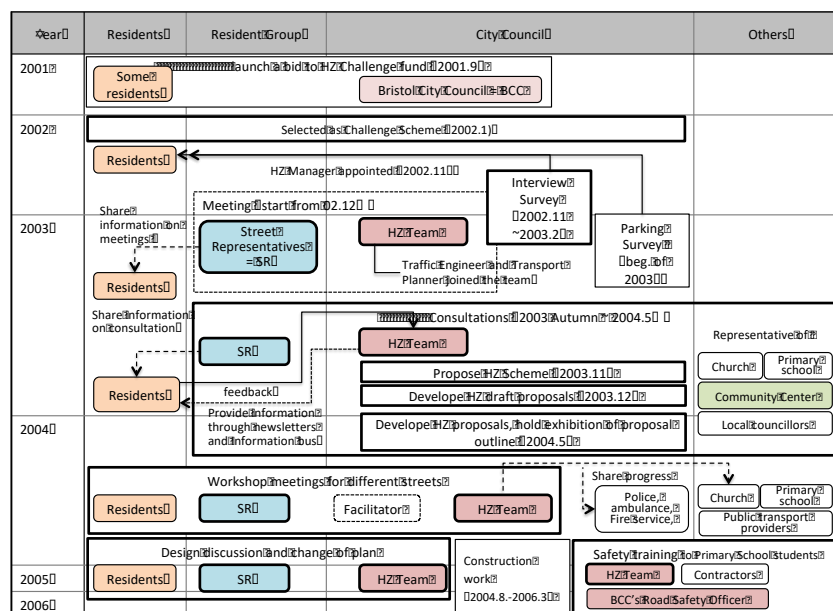 Year Residents Resident Group City Council Others
2001
launch a bid to HZ Challenge fund 2001.9
Some
residents
Bristol City Council = BCC
2002
Selected as Challenge Scheme (2002.1)
Residents
HZ Manager appointed 2002.11
Interview
Survey
2002.11
~2003.2
Meeting start from 02.12
2003
Share
information on
meetings
Street
Representatives
= SR
HZ Team
Parking
Survey
beg. of
2003
Traffic Engineer and Transport
Planner joined the team
Residents
Share Information
on consultation
Consultations 2003 Autumn ~ 2004.5
SR
HZ Team
Representative of
Church
Primary
school
Propose HZ Scheme 2003.11
Residents
feedback
Develope HZ draft proposals 2003.12
Community Center
Provide Information
through newsletters
and Information bus
2004
Develope HZ proposals, hold exhibition of proposal
outline 2004.5
Local councillors
Workshop meetings for different streets
Share progress
Residents
SR
Facilitator
HZ Team
Police,
ambulance,
Fire service,
Church
Primary
school
Public transport
providers
Design discussion and change of plan
Construction
work
2004.8.-2006.3
Safety training to Primary School students
2005
Residents
SR
HZ Team
HZ Team
Contractors
2006
BCC's Road Safety Officer